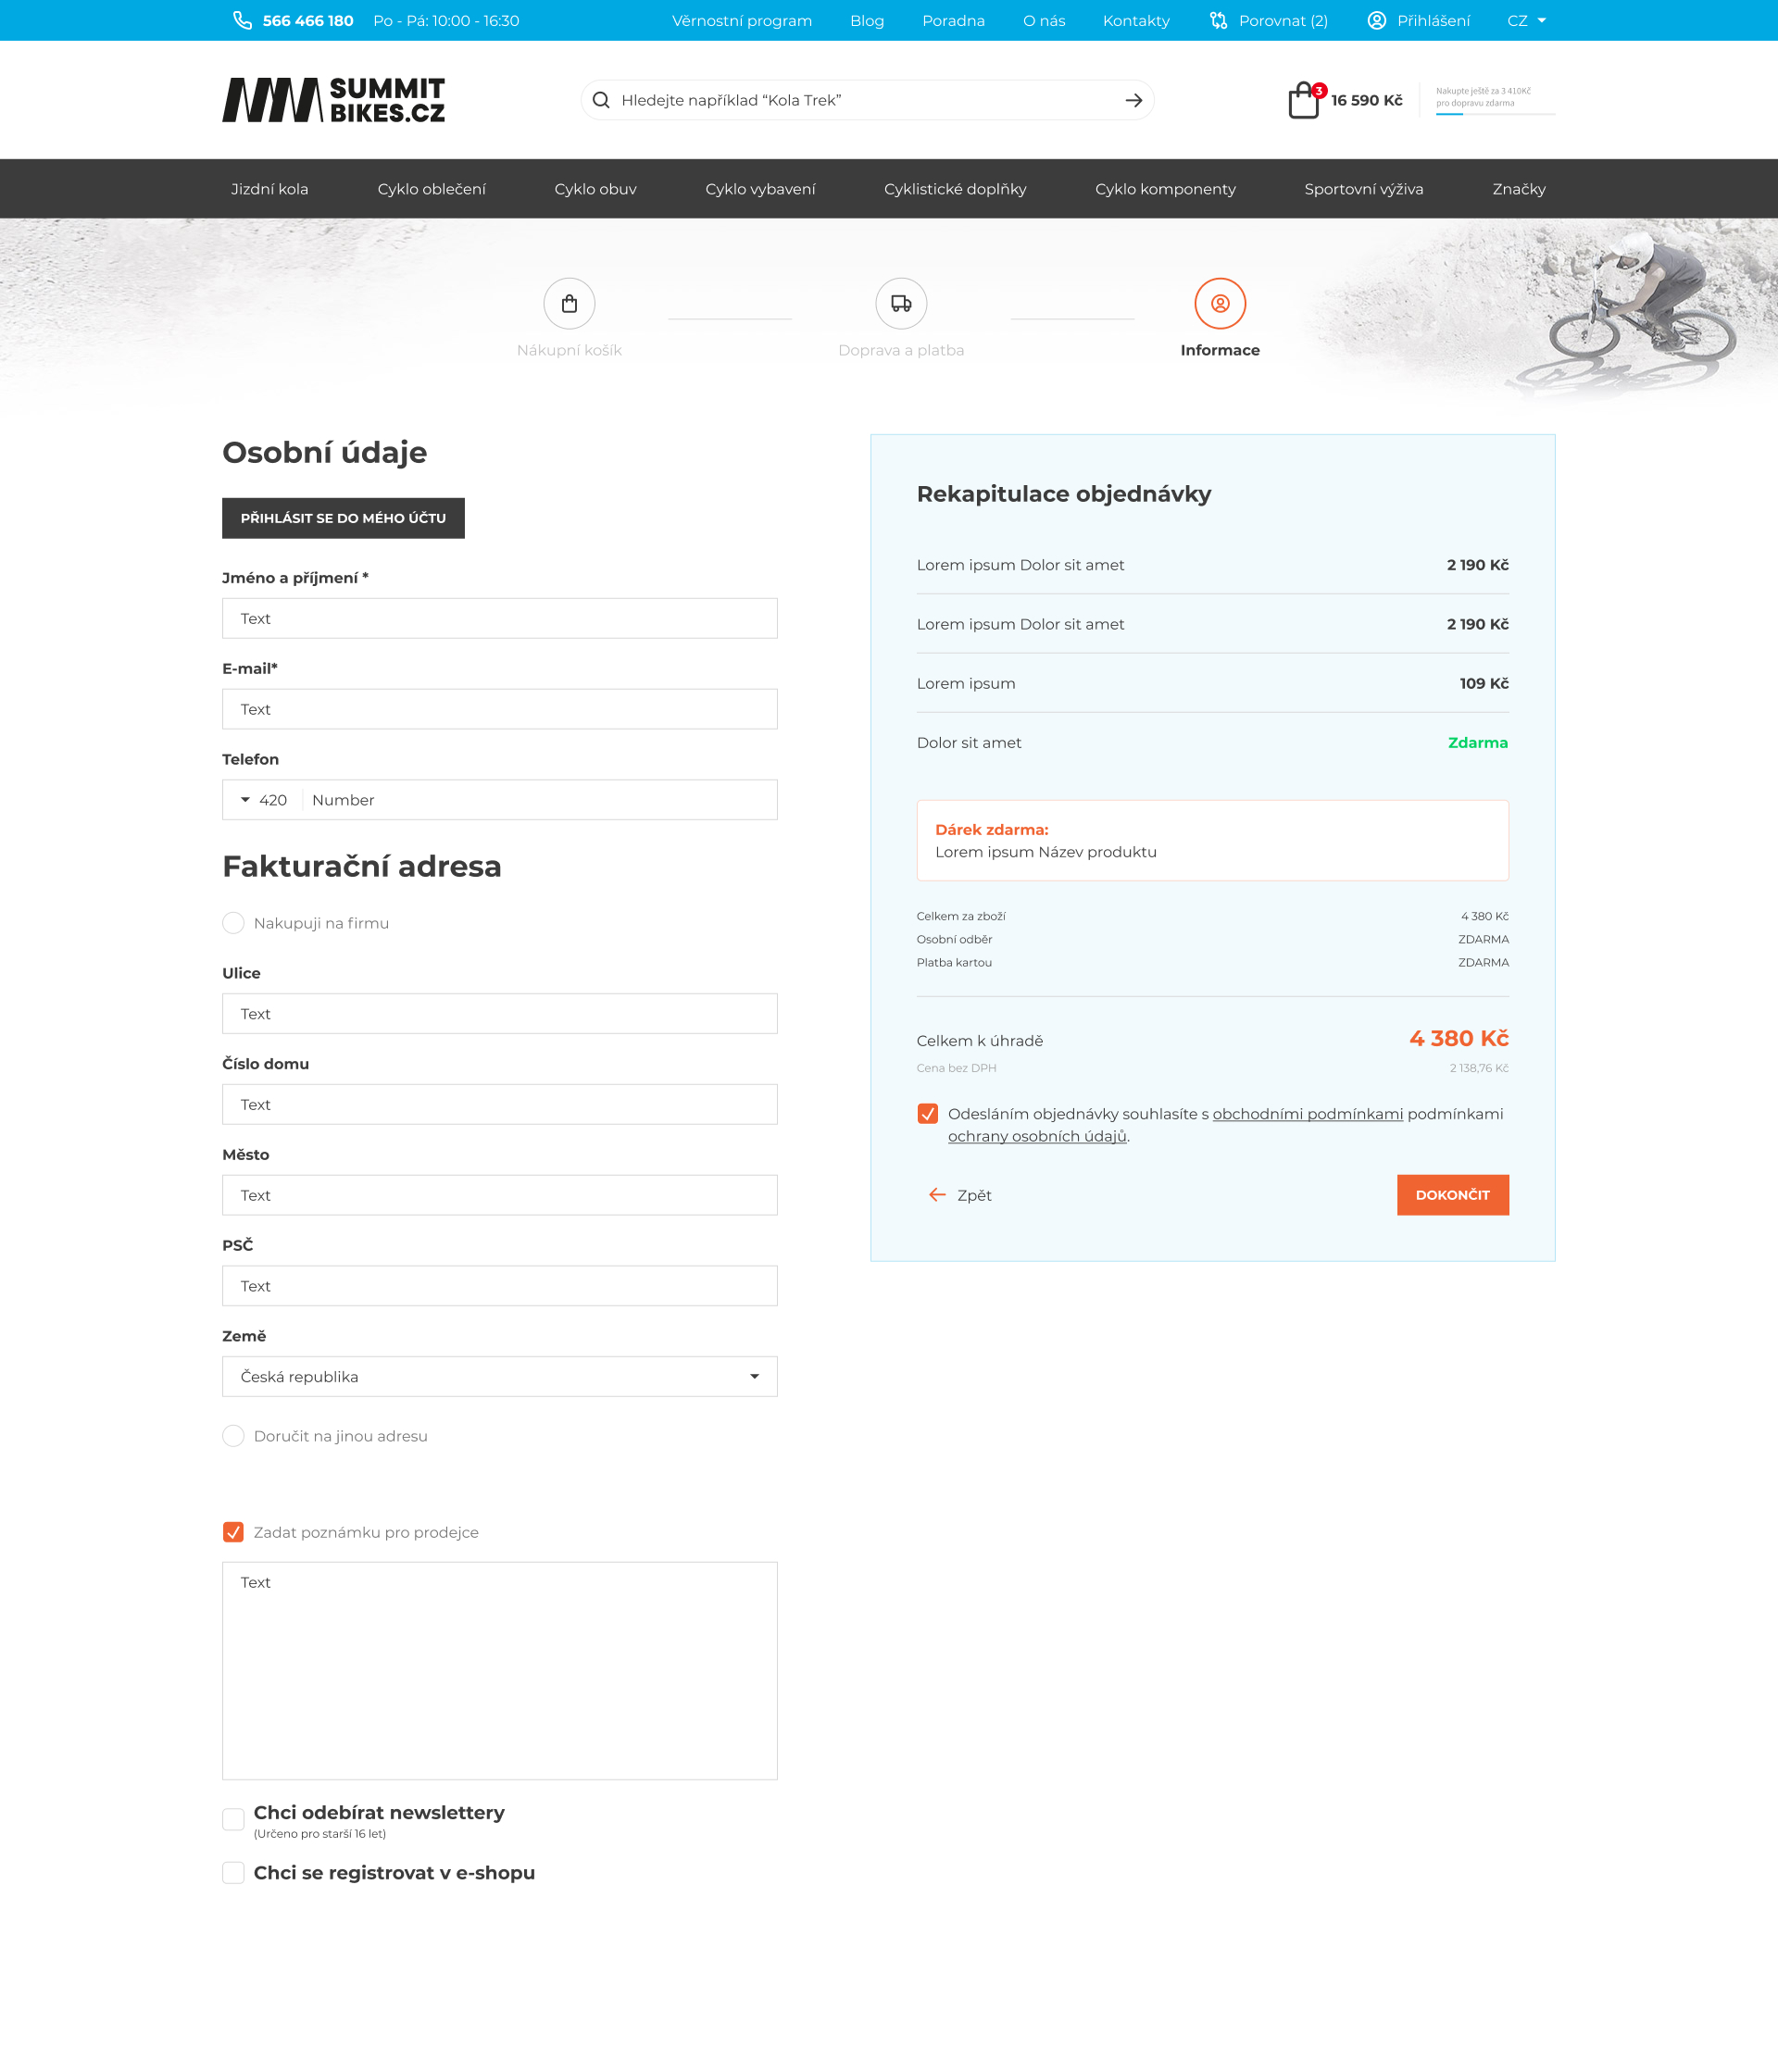 566 466 180 Po - Pá: 10:00 - 16:30 Věrnostní program Blog Poradna O nás Kontakty Porovnat (2) Přihlášení CZ
SUMMIT
BIKES.CZ
Hledejte například “Kola Trek”
3
16 590 Kč
Nakupte ještě za 3 410Kč
pro dopravu zdarma
Jizdní kola Cyklo oblečení Cyklo obuv Cyklo vybavení Cyklistické doplňky Cyklo komponenty Sportovní výživa Značky
Nákupní košík Doprava a platba Informace
Osobní údaje
PŘIHLÁSIT SE DO MÉHO ÚČTU
Jméno a příjmení *
Text
E-mail*
Text
Telefon
420 Number
Fakturační adresa
Nakupuji na firmu
Ulice
Text
Číslo domu
Text
Město
Text
PSČ
Text
Země
Česká republika
Doručit na jinou adresu
Zadat poznámku pro prodejce
Text
Chci odebírat newslettery
(Určeno pro starší 16 let)
Chci se registrovat v e-shopu
Rekapitulace objednávky
Lorem ipsum Dolor sit amet 2 190 Kč
Lorem ipsum Dolor sit amet 2 190 Kč
Lorem ipsum 109 Kč
Dolor sit amet Zdarma
Dárek zdarma:
Lorem ipsum Název produktu
Celkem za zboží 4 380 Kč
Osobní odběr ZDARMA
Platba kartou ZDARMA
Celkem k úhradě 4 380 Kč
Cena bez DPH 2 138,76 Kč
Odesláním objednávky souhlasíte s obchodními podmínkami podmínkami
ochrany osobních údajů.
Zpět DOKONČIT